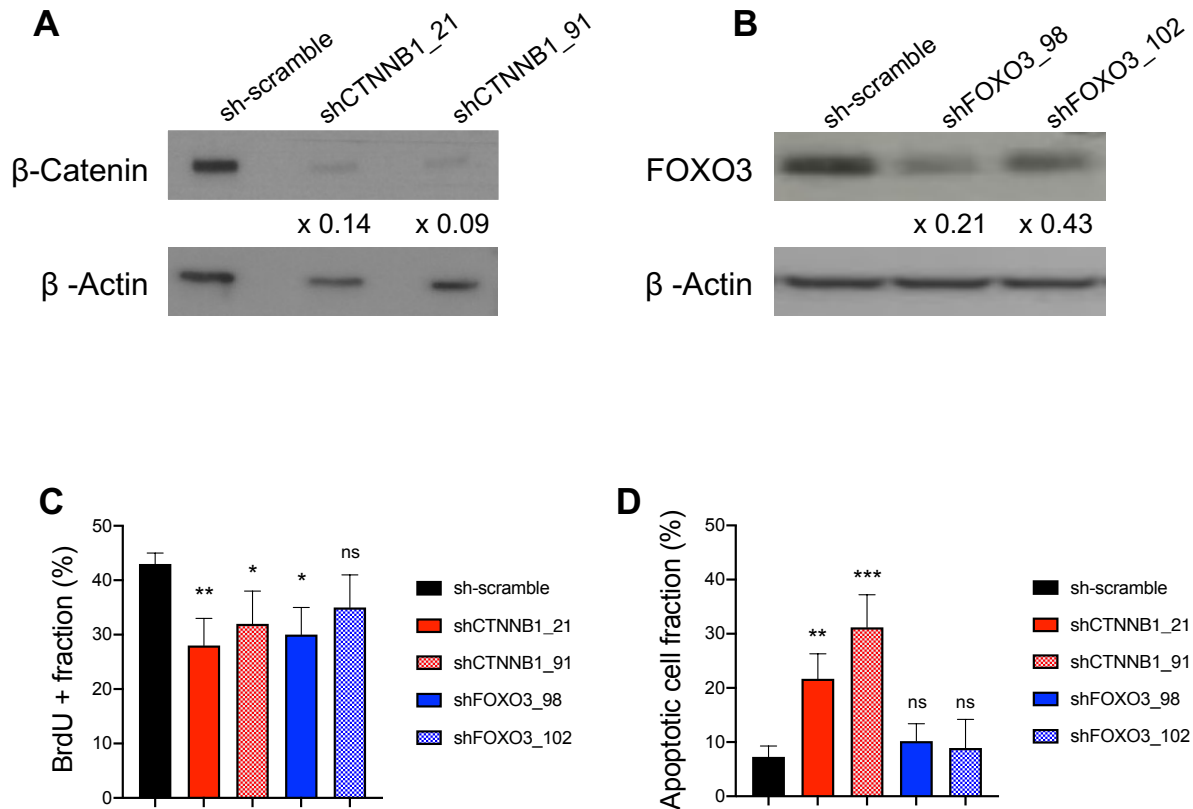 A
sh-scramble
shCTNNB1_21
shCTNNB1_91
β-Catenin
x 0.14 x 0.09
β -Actin
B
sh-scramble
shFOXO3_98
shFOXO3_102
FOXO3
x 0.21 x 0.43
β -Actin
C
BrdU + fraction (%)
50
40
30
20
10
0
**
*
*
ns
sh-scramble
shCTNNB1_21
shCTNNB1_91
shFOXO3_98
shFOXO3_102
D
Apoptotic cell fraction (%)
50
40
30
20
10
0
**
***
ns
ns
sh-scramble
shCTNNB1_21
shCTNNB1_91
shFOXO3_98
shFOXO3_102